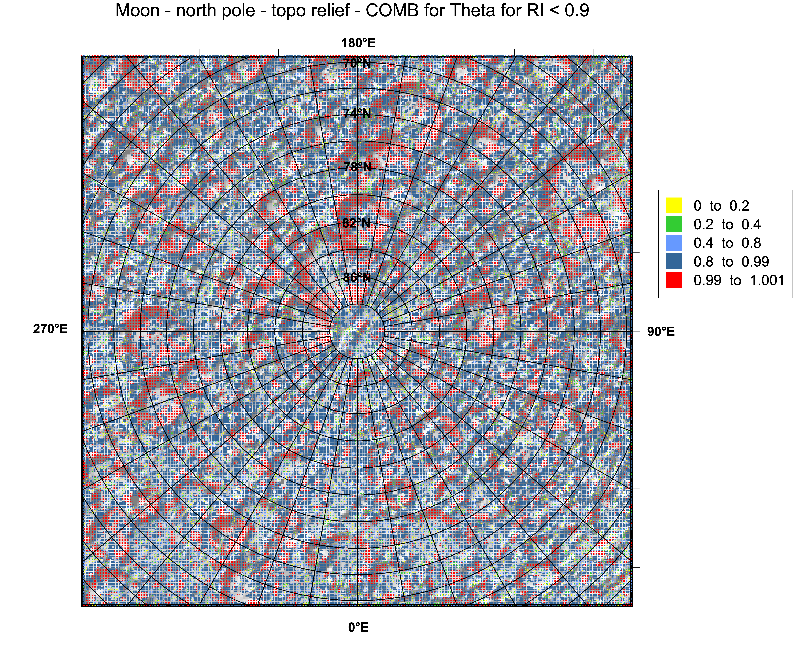 Moon - north pole - topo relief - COMB for Theta for RI < 0.9
180°E
70°N
74°N
78°N
82°N
86°N
270°E
90°E
0°E
0 to 0.2
0.2 to 0.4
0.4 to 0.8
0.8 to 0.99
0.99 to 1.001